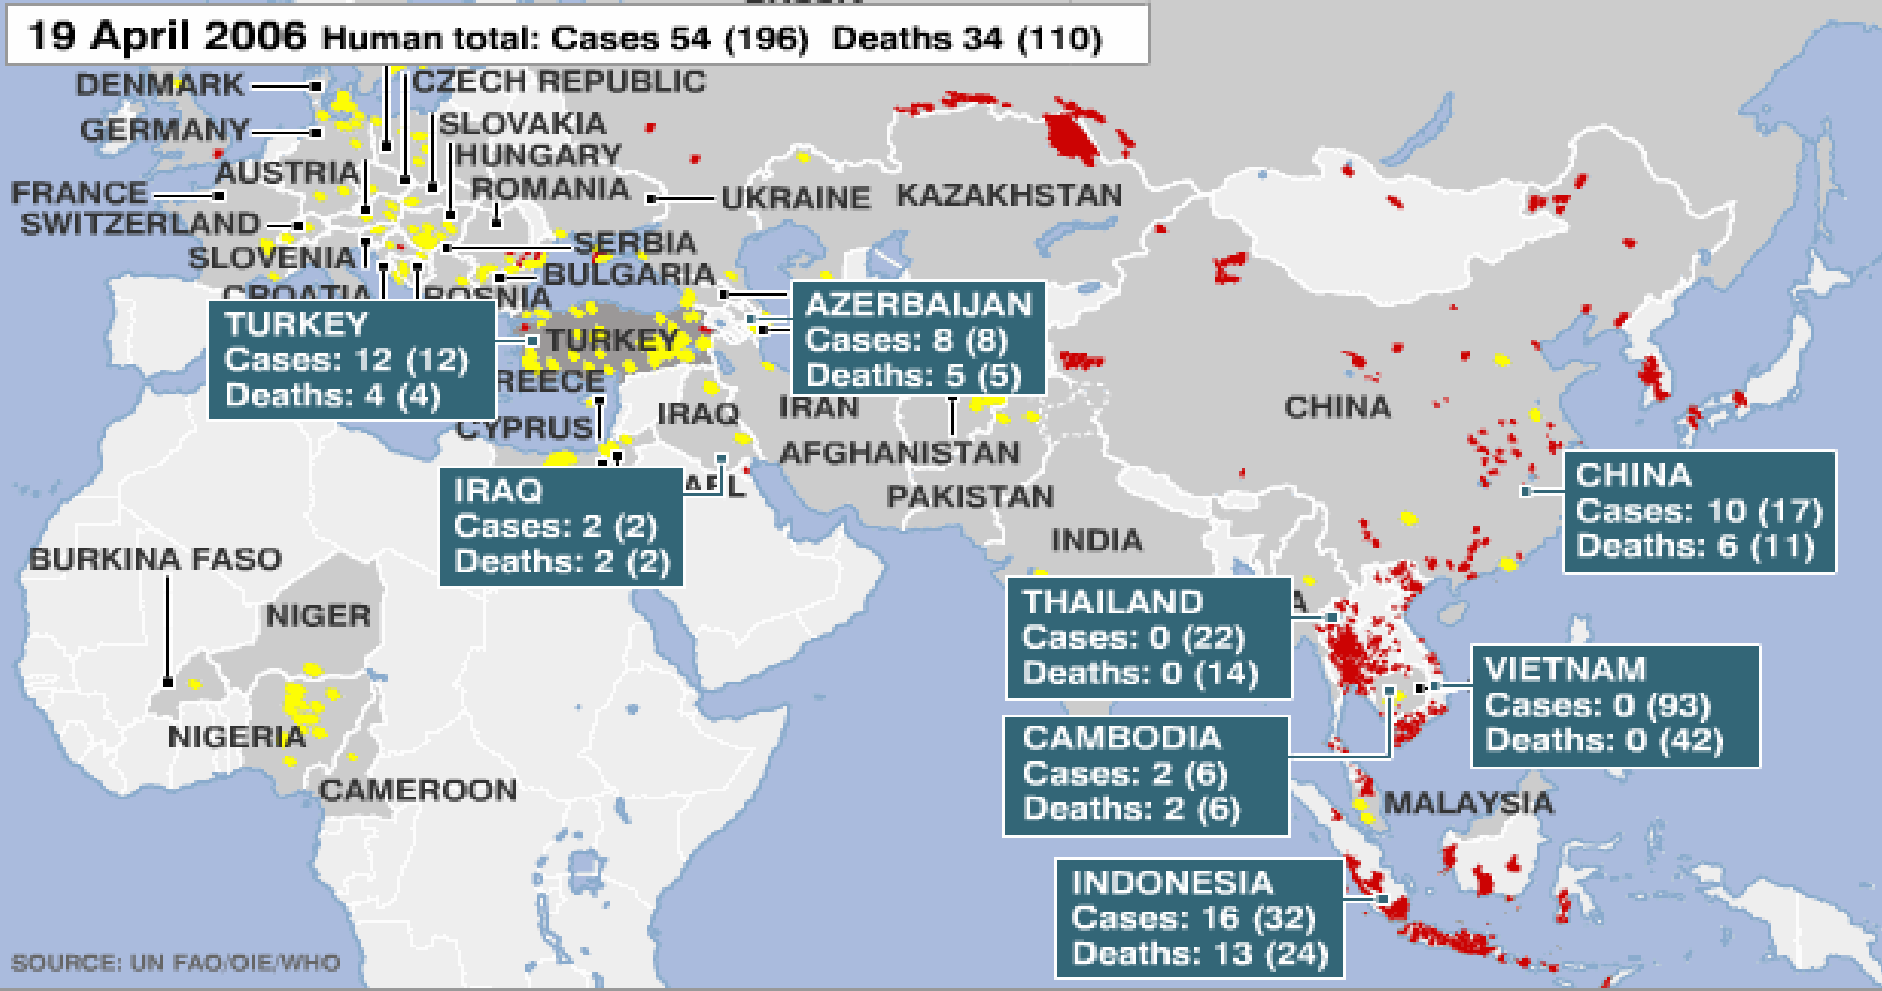 19 April 2006 Human total: Cases 54 (196) Deaths 34 (110)
DENMARK
CZECH REPUBLIC
GERMANY
SLOVAKIA
HUNGARY
AUSTRIA
ROMANIA
FRANCE
UKRAINE
KAZAKHSTAN
SWITZERLAND
SERBIA
SLOVENIA
BULGARIA
CROATIA
BOSNIA
TURKEY
Cases: 12 (12)
Deaths: 4 (4)
TURKEY
AZERBAIJAN
Cases: 8 (8)
Deaths: 5 (5)
REECE
IRAQ
IRAN
CHINA
CYPRUS
AFGHANISTAN
IRAQ
Cases: 2 (2)
Deaths: 2 (2)
AEL
PAKISTAN
CHINA
Cases: 10 (17)
Deaths: 6 (11)
INDIA
BURKINA FASO
NIGER
THAILAND
Cases: 0 (22)
Deaths: 0 (14)
A
VIETNAM
Cases: 0 (93)
Deaths: 0 (42)
NIGERIA
CAMBODIA
Cases: 2 (6)
Deaths: 2 (6)
CAMEROON
MALAYSIA
INDONESIA
Cases: 16 (32)
Deaths: 13 (24)
SOURCE: UN FAO/OIE/WHO